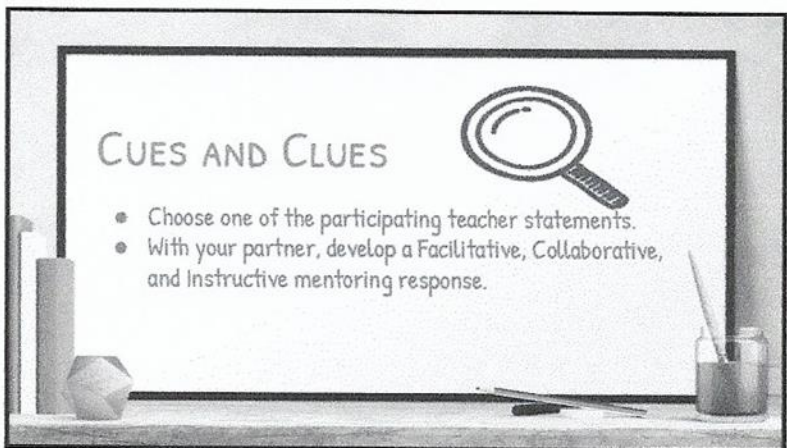 CUES AND CLUES
• Choose one of the participating teacher statements.
• With your partner, develop a Facilitative, Collaborative,
and Instructive mentoring response.